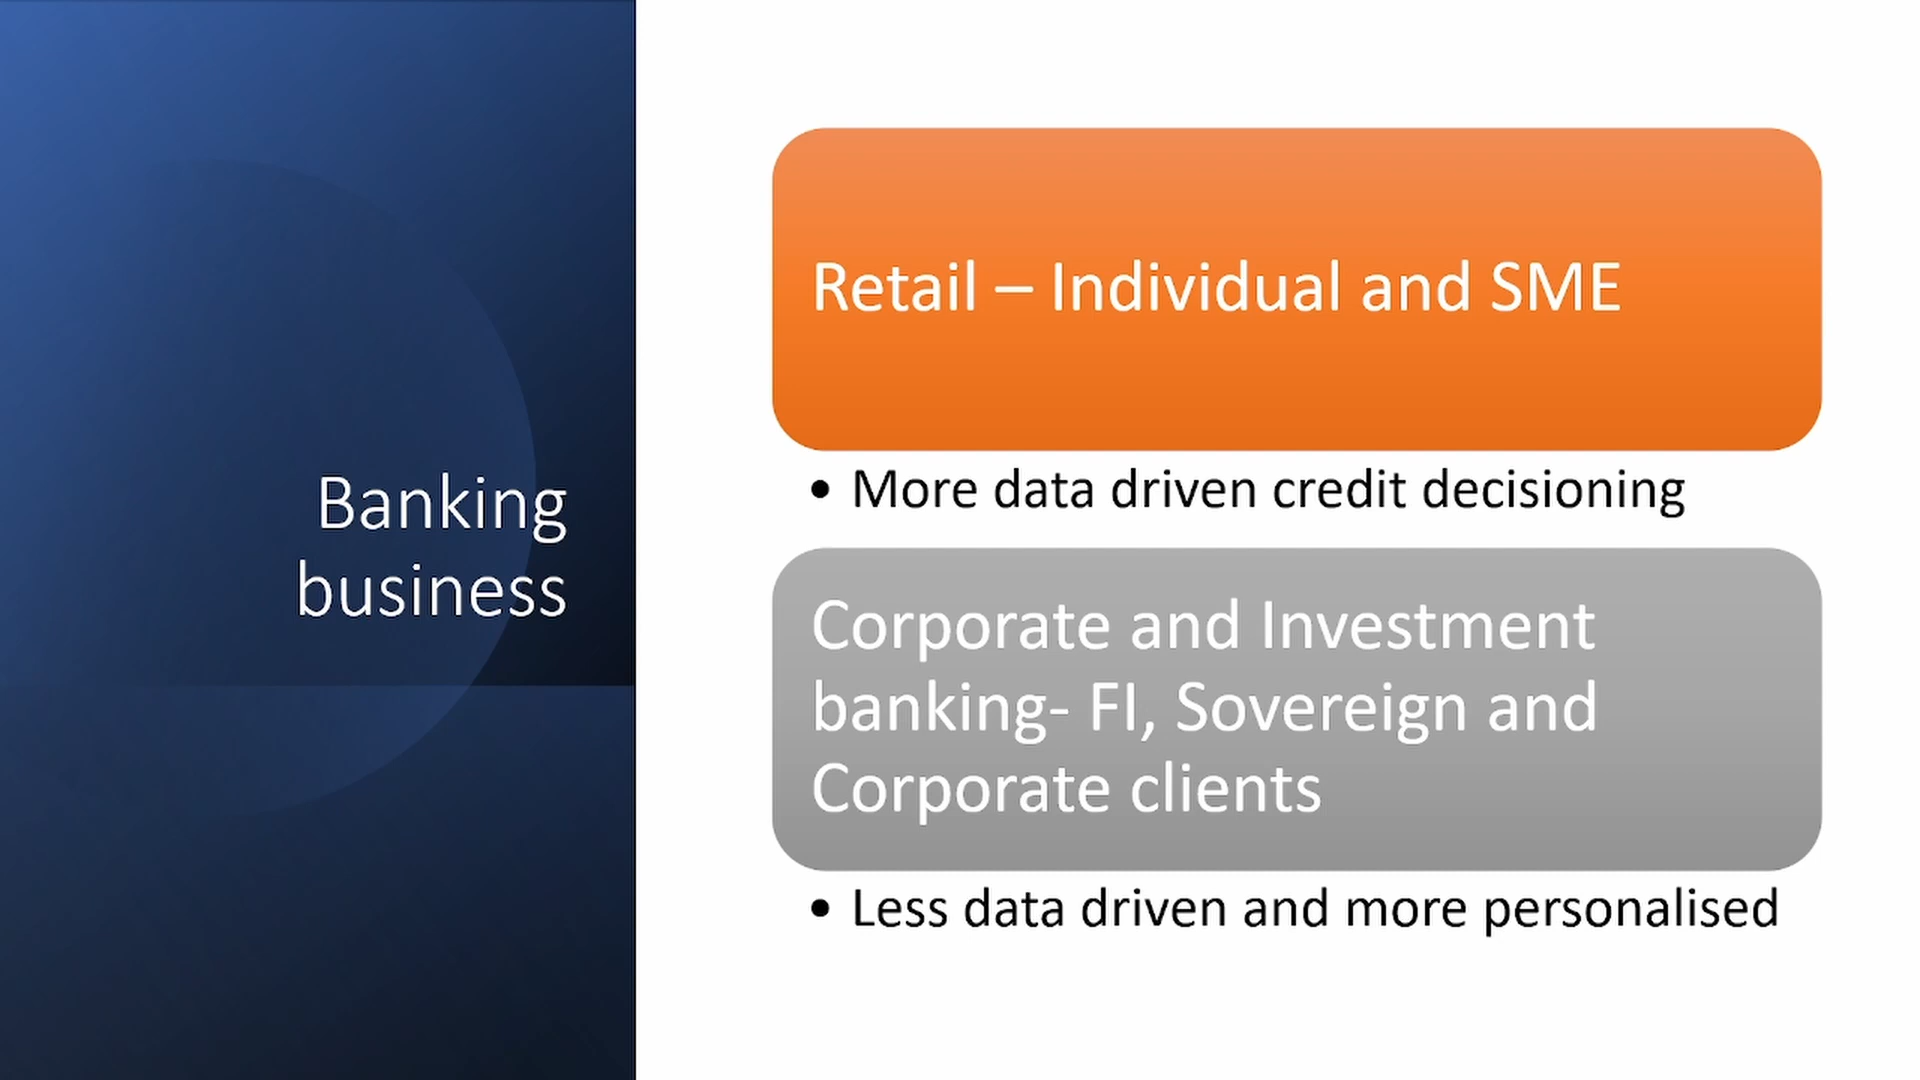 Banking
business
Retail – Individual and SME
• More data driven credit decisioning
Corporate and Investment
banking- FI, Sovereign and
Corporate clients
• Less data driven and more personalised